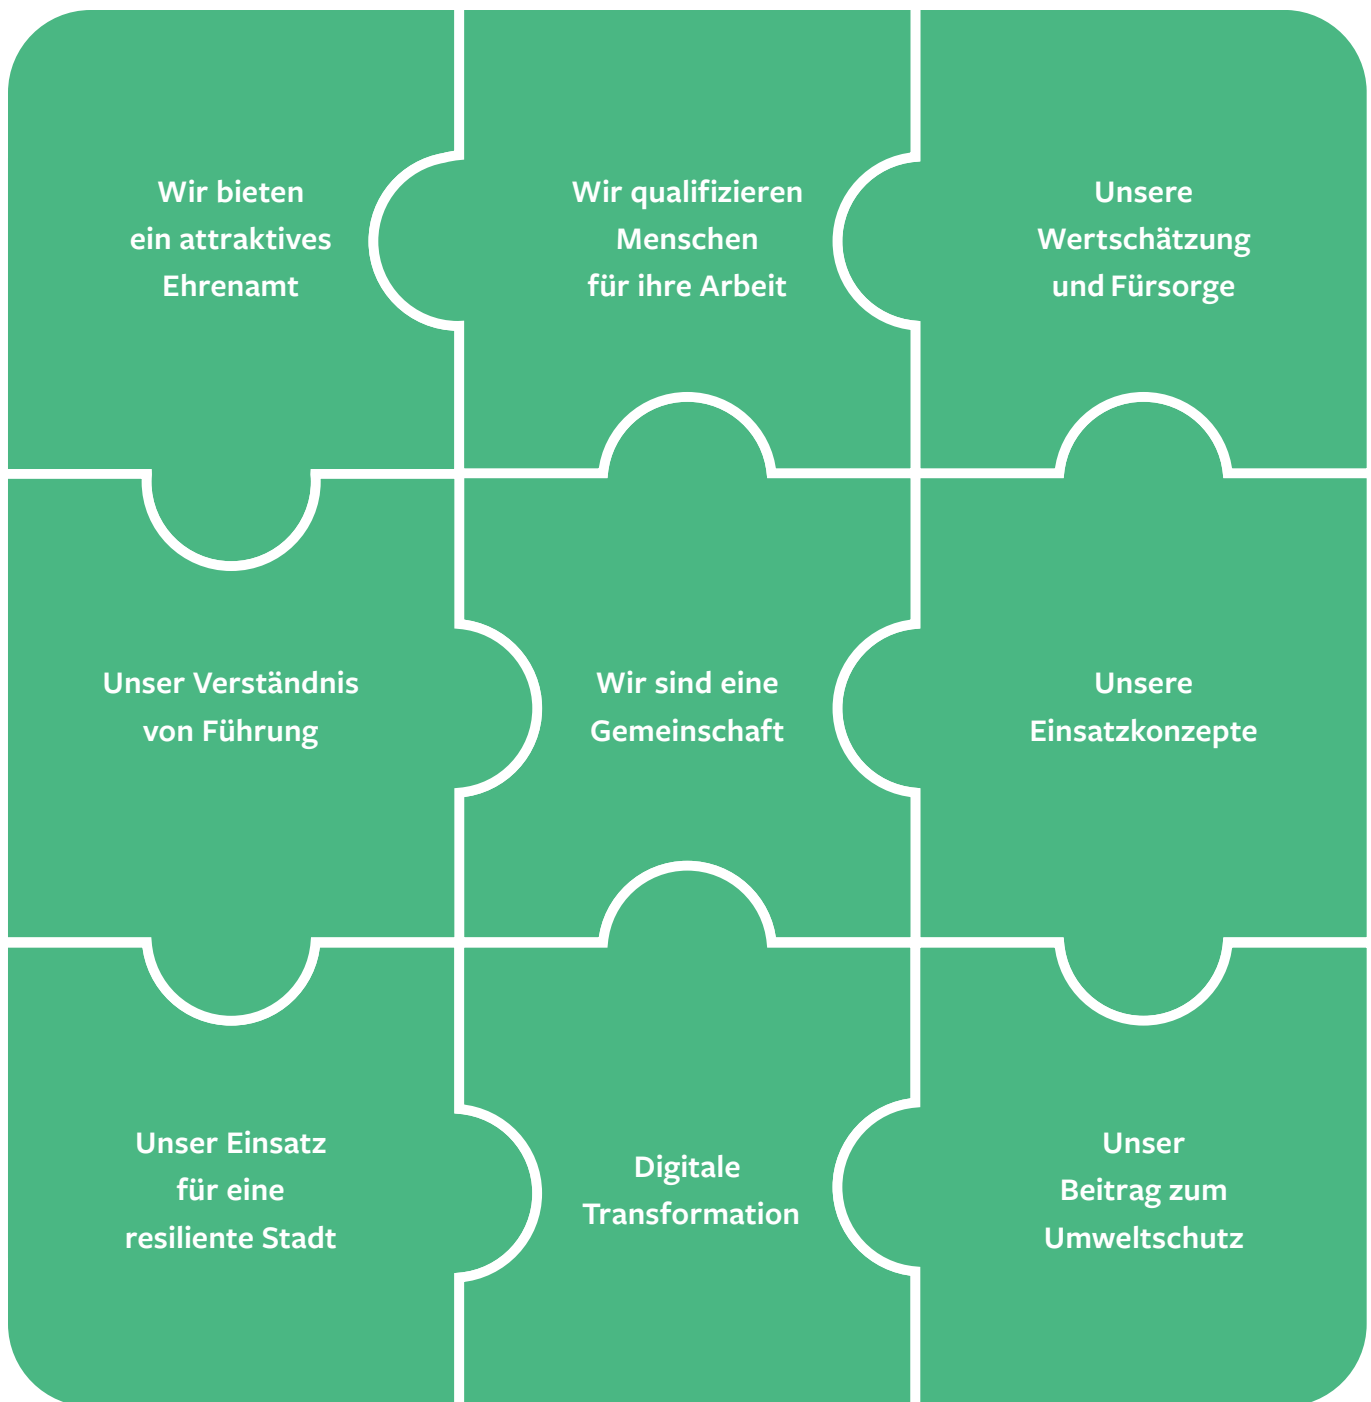 Wir bieten
ein attraktives
Ehrenamt
Wir qualifizieren
Menschen
für ihre Arbeit
Unsere
Wertschätzung
und Fürsorge
Unser Verständnis
von Führung
Wir sind eine
Gemeinschaft
Unsere
Einsatzkonzepte
Unser Einsatz
für eine
resiliente Stadt
Digitale
Transformation
Unser
Beitrag zum
Umweltschutz